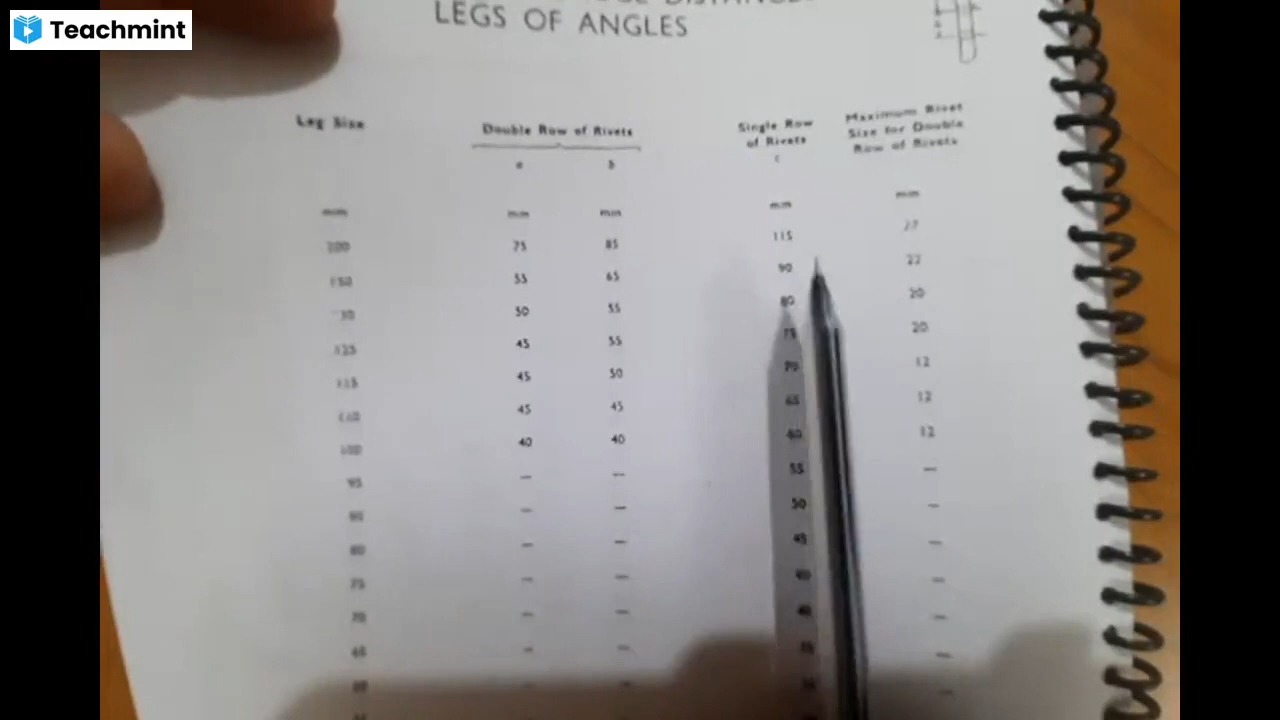 Teachmint
LEGS OF ANGLES
Leg Size Double Row of Rivets Single Row of Rivets c Maximum Rivet Size for Double Row of Rivets
a b
mm mm mm mm mm
200 75 85 115 27
150 55 65 90 22
50 55 80 20
125 45 55 75 20
115 45 50 70 12
110 45 45 65 12
100 40 40 60 12
95 — — 55 —
90 — — 50 —
80 — — 45 —
75 — — 40 —
70 — — 40 —
65 — — —
60 — — —